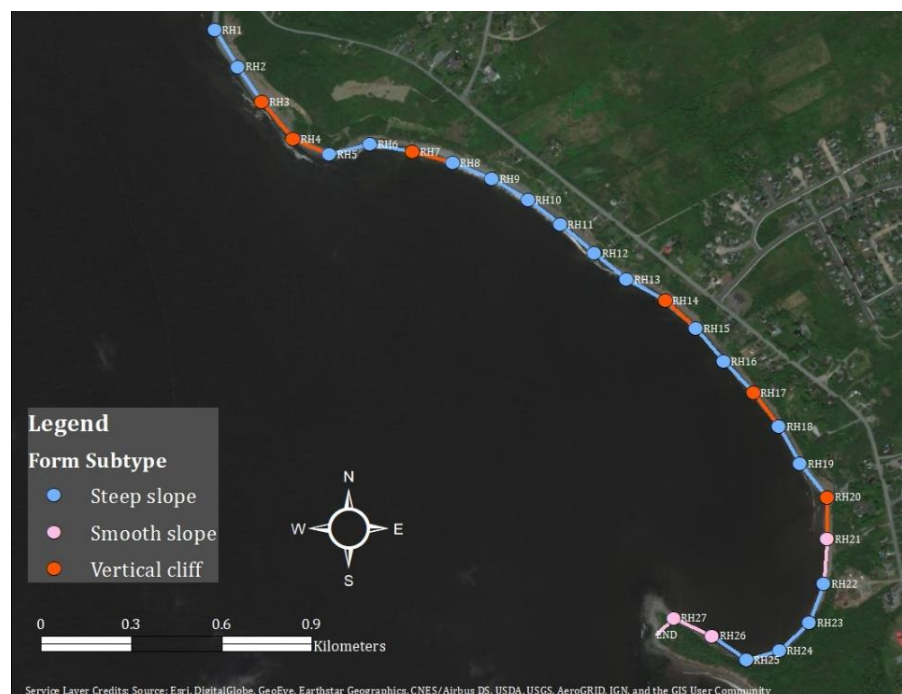 RH1
RH2
RH3
RH4
RH5
RH6
RH7
RH8
RH9
RH10
RH11
RH12
RH13
RH14
RH15
RH16
RH17
RH18
RH19
RH20
RH21
RH22
RH23
RH24
RH25
RH26
RH27
END
Legend
Form Subtype
Steep slope
Smooth slope
Vertical cliff
N
W E
S
0 0.3 0.6 0.9
Kilometers
Service Layer Credits: Source: Esri, DigitalGlobe, GeoEye, Earthstar Geographics, CNES/Airbus DS, USDA, USGS, AeroGRID, IGN, and the GIS User Community